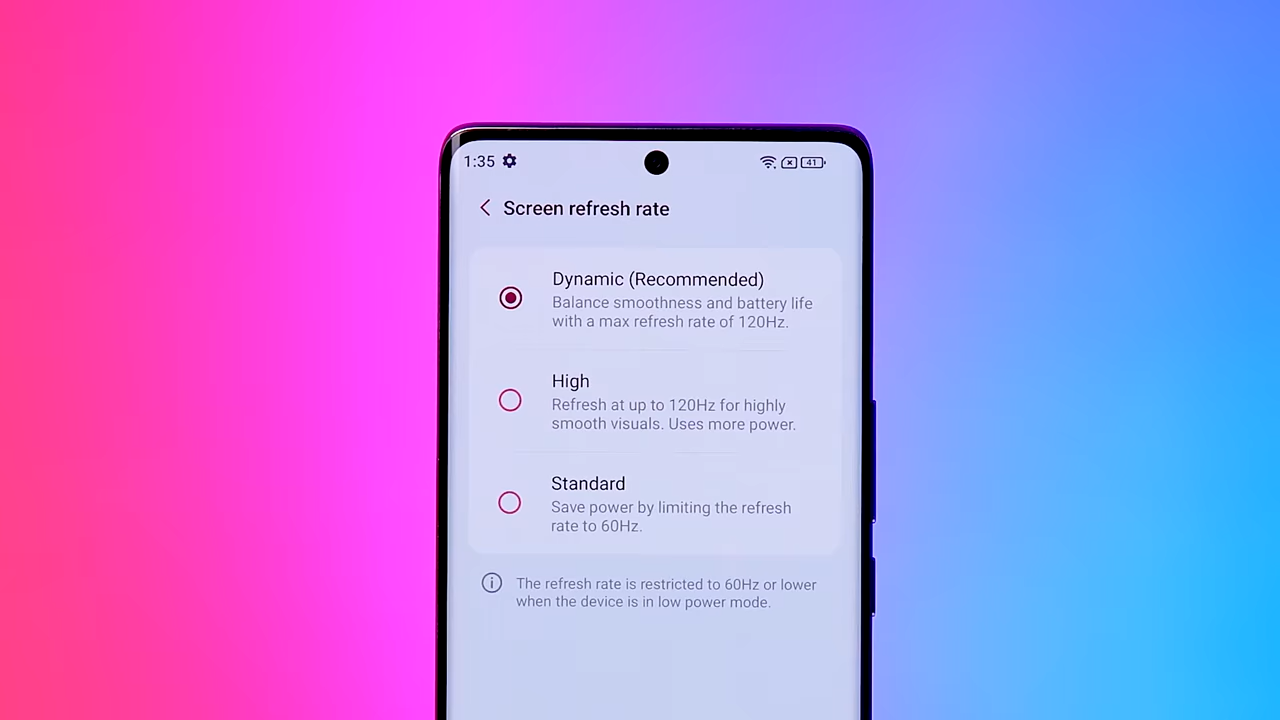 1:35
41
Screen refresh rate
Dynamic (Recommended)
Balance smoothness and battery life
with a max refresh rate of 120Hz.
High
Refresh at up to 120Hz for highly
smooth visuals. Uses more power.
Standard
Save power by limiting the refresh
rate to 60Hz.
The refresh rate is restricted to 60Hz or lower
when the device is in low power mode.